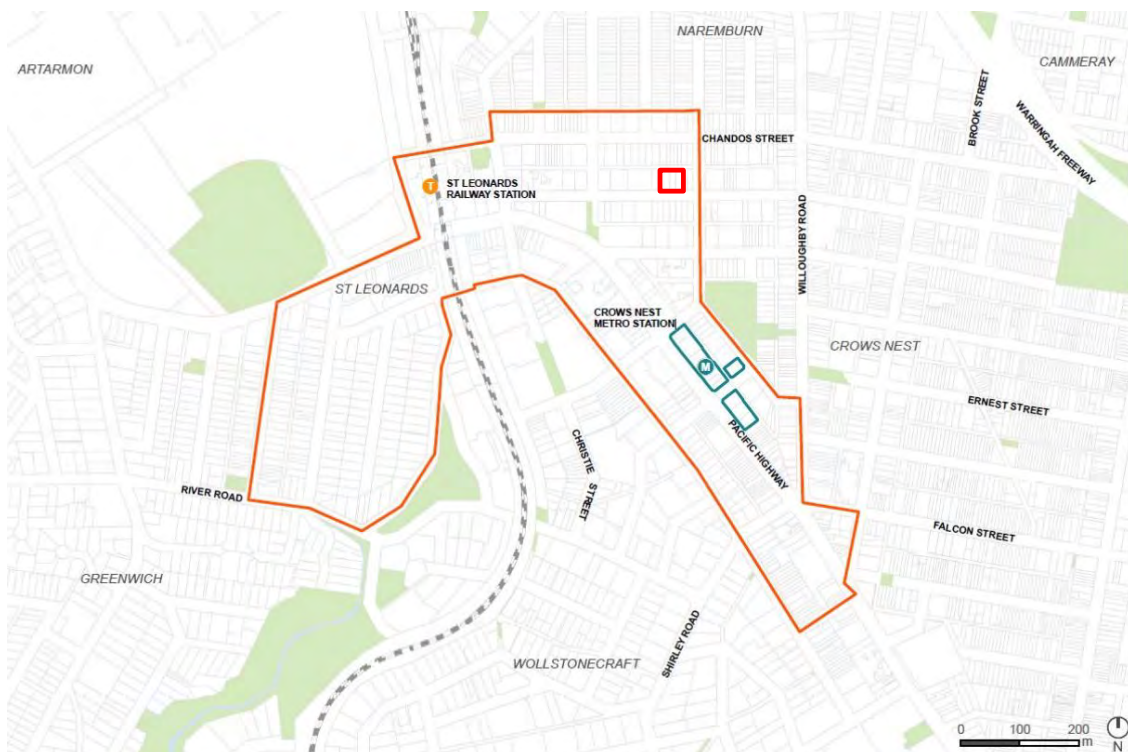 NAREMBURN
ARTARMON
CAMMERAY
BROOK STREET
WARRINGAH FREEWAY
CHANDOS STREET
T
ST LEONARDS
RAILWAY STATION
WILLOUGHBY ROAD
ST LEONARDS
CROWS NEST
METRO STATION
M
CROWS NEST
ERNEST STREET
PACIFIC HIGHWAY
CHRISTIE STREET
RIVER ROAD
FALCON STREET
GREENWICH
SHIRLEY ROAD
WOLLSTONECRAFT
0 100 200
m
N